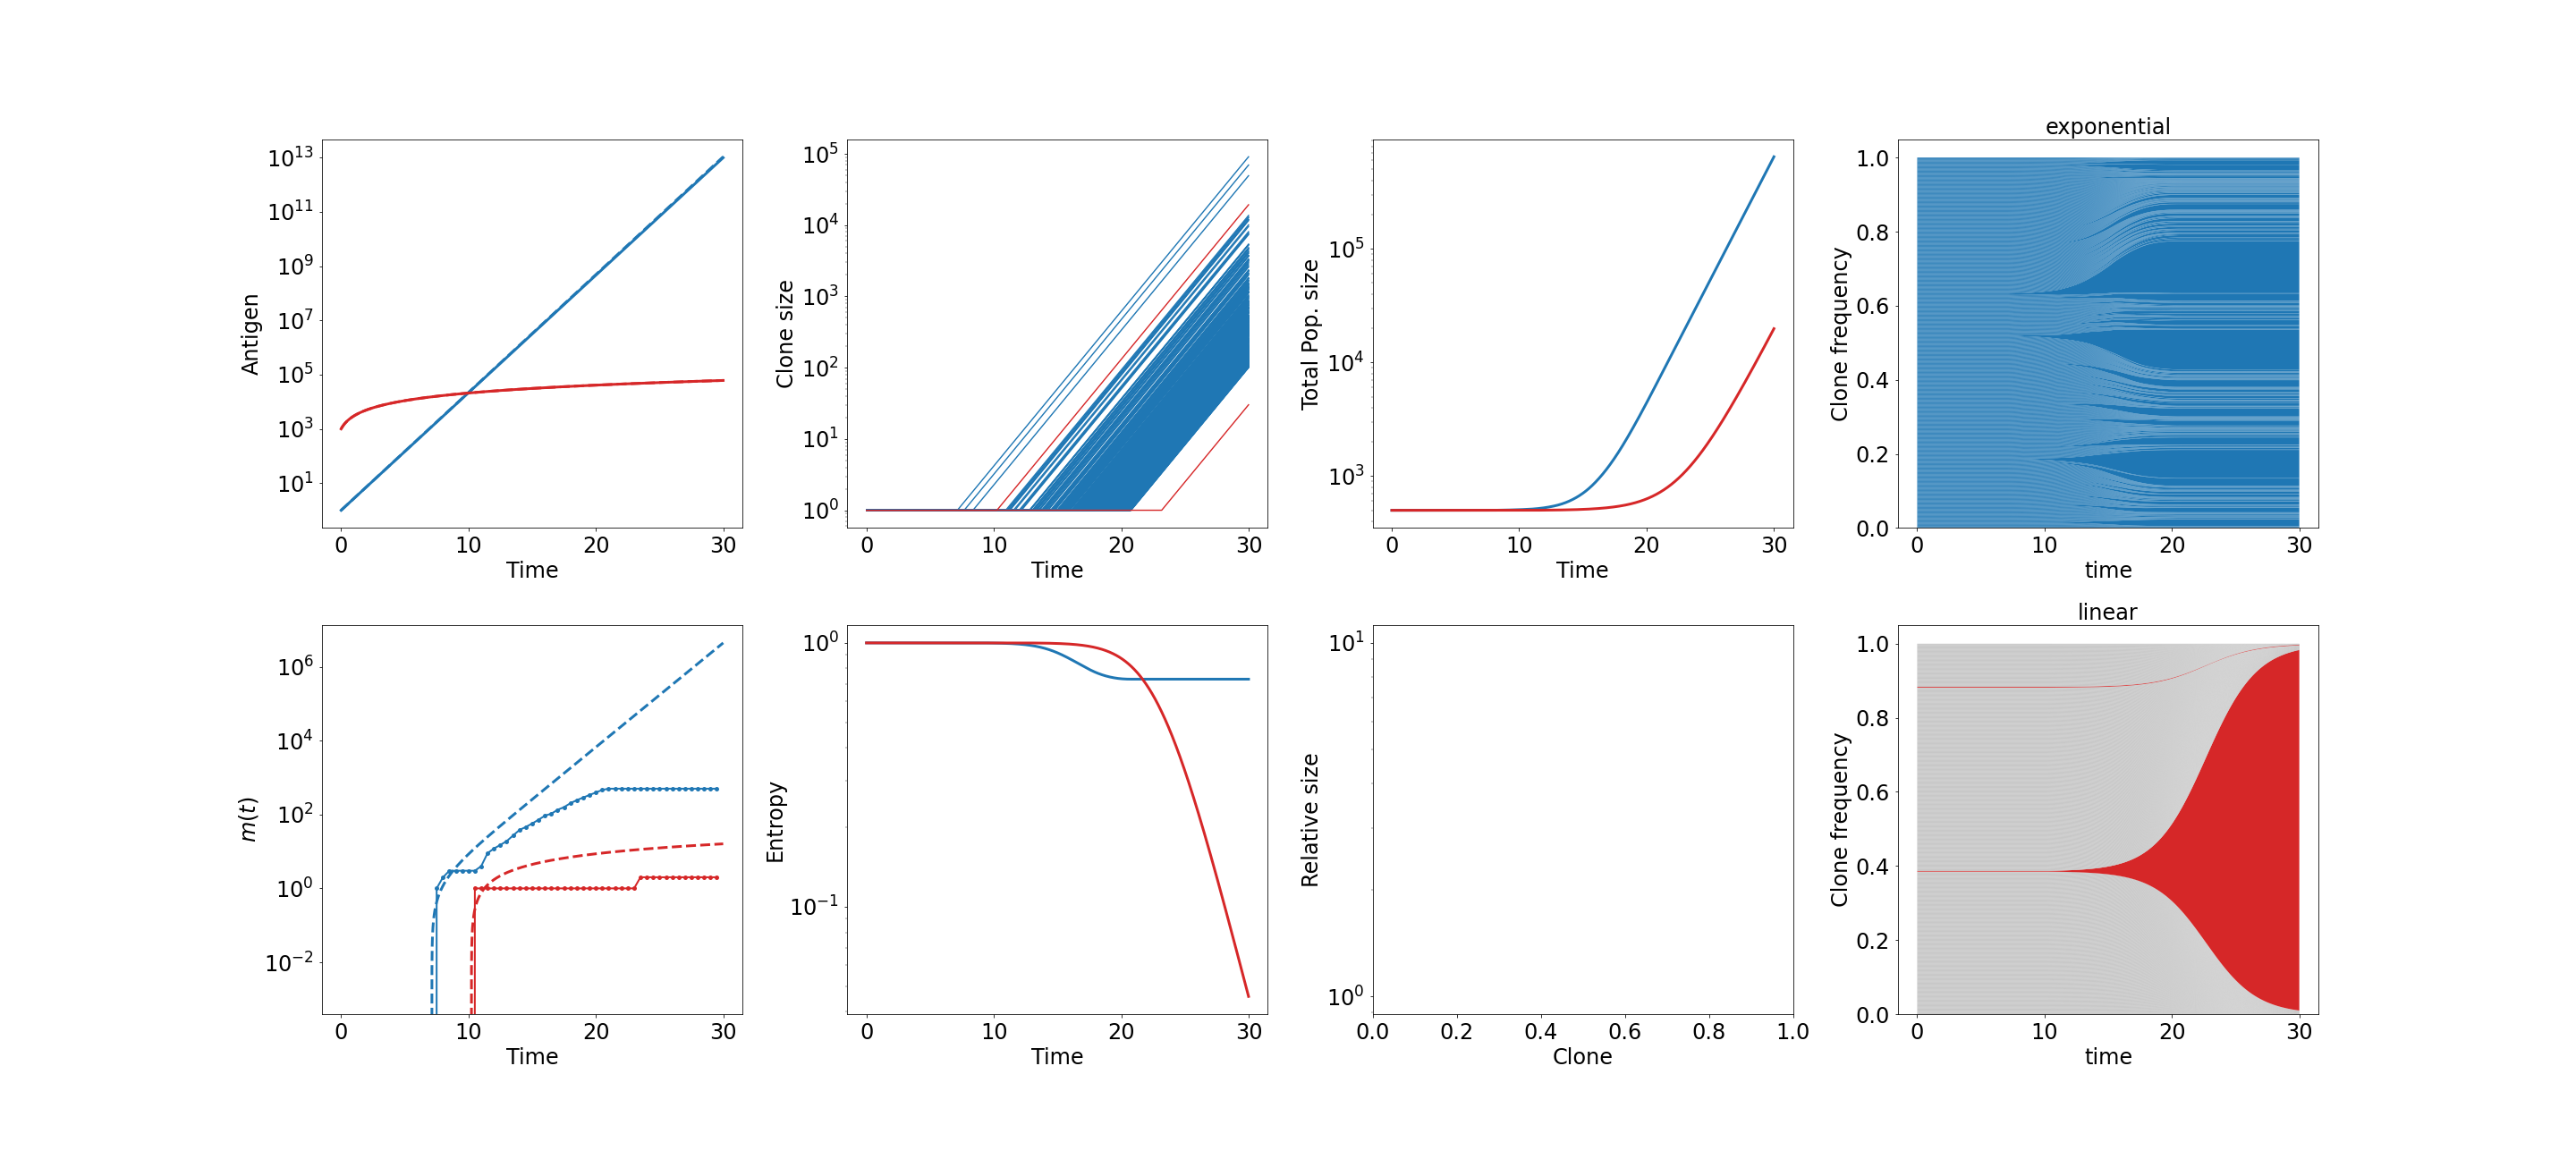 10^13
10^11
10^9
10^7
10^5
10^3
10^1
Antigen
0 10 20 30
Time
10^5
10^4
10^3
10^2
10^1
10^0
Clone size
0 10 20 30
Time
10^5
10^4
10^3
Total Pop. size
0 10 20 30
Time
exponential
1.0
0.8
0.6
0.4
0.2
0.0
Clone frequency
0 10 20 30
time
10^6
10^4
10^2
10^0
10^−2
m(t)
0 10 20 30
Time
10^0
10^−1
Entropy
0 10 20 30
Time
10^1
10^0
Relative size
0.0 0.2 0.4 0.6 0.8 1.0
Clone
linear
1.0
0.8
0.6
0.4
0.2
0.0
Clone frequency
0 10 20 30
time